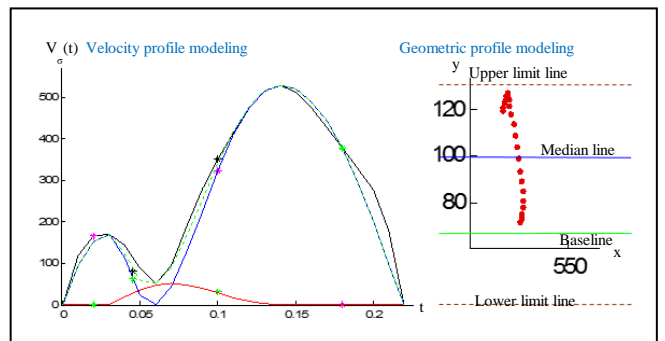 V σ (t) Velocity profile modeling
500
400
300
200
100
0
0 0.05 0.1 0.15 0.2 t
Geometric profile modeling
y
Upper limit line
120
Median line
100
80
Baseline
x
550
Lower limit line